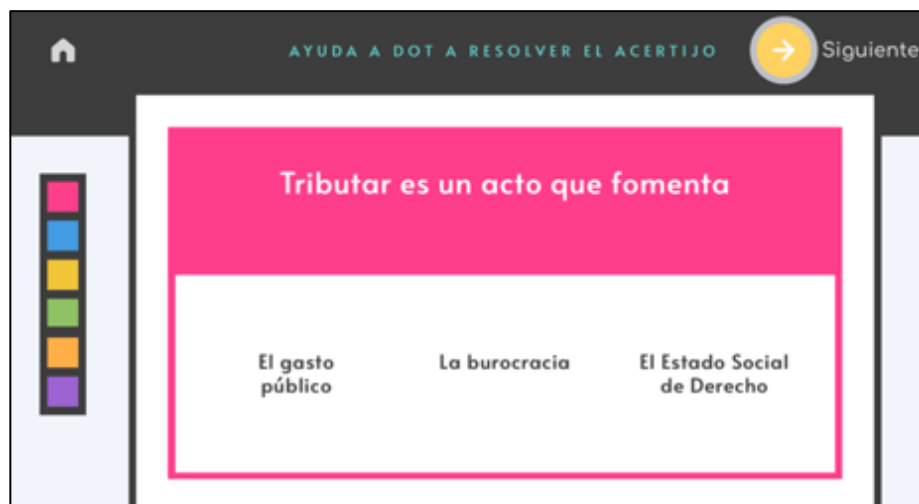 AYUDA A DOT A RESOLVER EL ACERTIJO
Siguiente
Tributar es un acto que fomenta
El gasto
público
La burocracia
El Estado Social
de Derecho